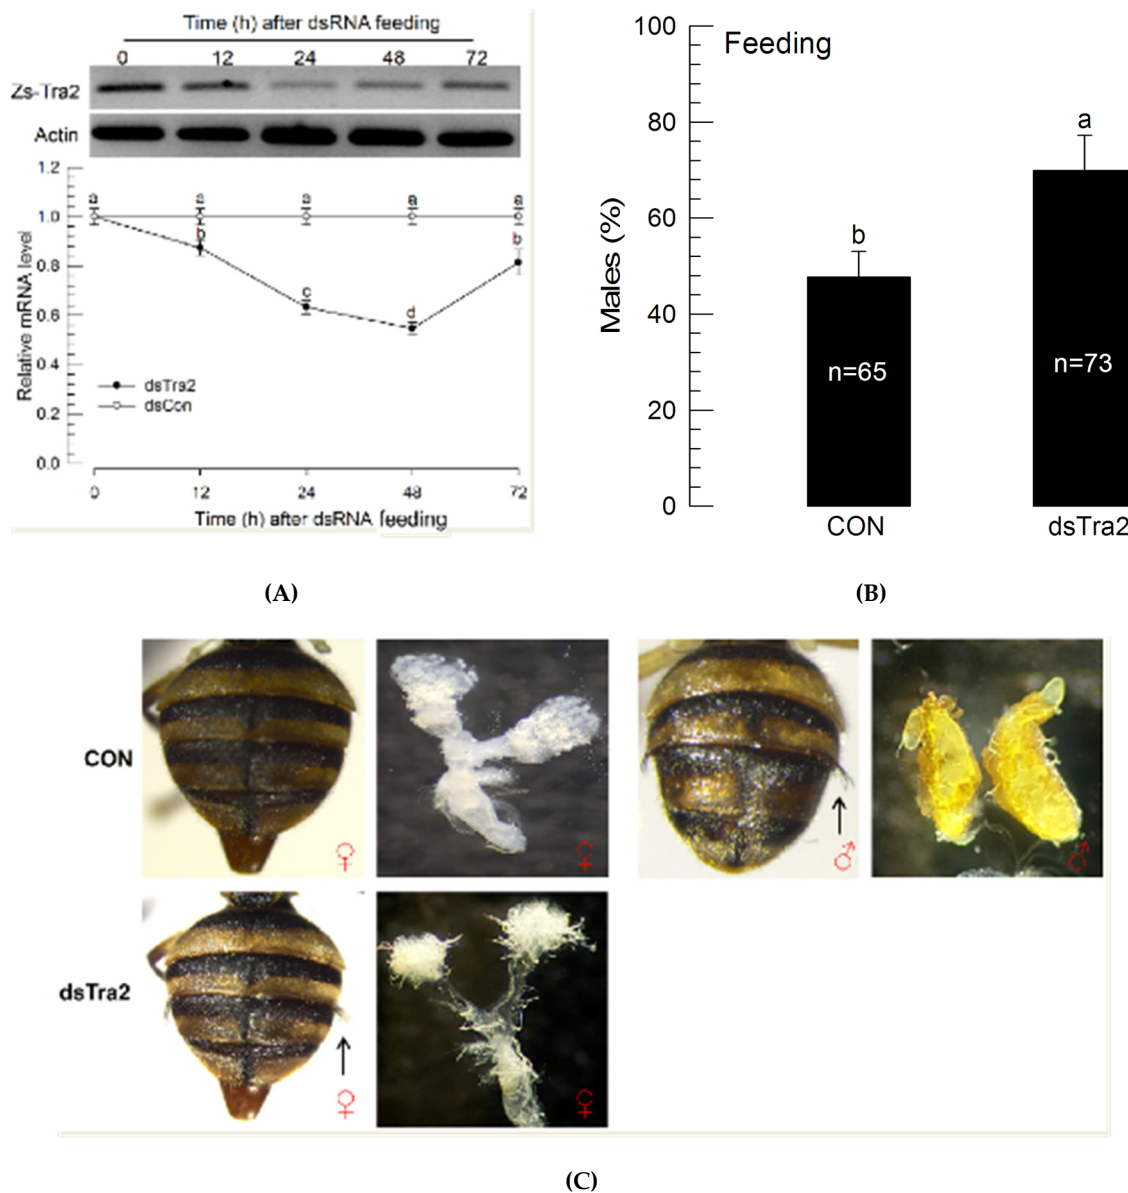 Time (h) after dsRNA feeding
0 12 24 48 72
Zs-Tra2
Actin
1.2
1.0
0.8
0.6
0.4
0.2
0.0
Relative mRNA level
a a a a a
b c d b
dsTra2
dsCon
0 12 24 48 72
Time (h) after dsRNA feeding
(A)
100
80
60
40
20
0
Males (%)
Feeding
b
a
n=65
n=73
CON dsTra2
(B)
CON
♀ ♀ ♂ ♂
dsTra2
♀ ♀
(C)